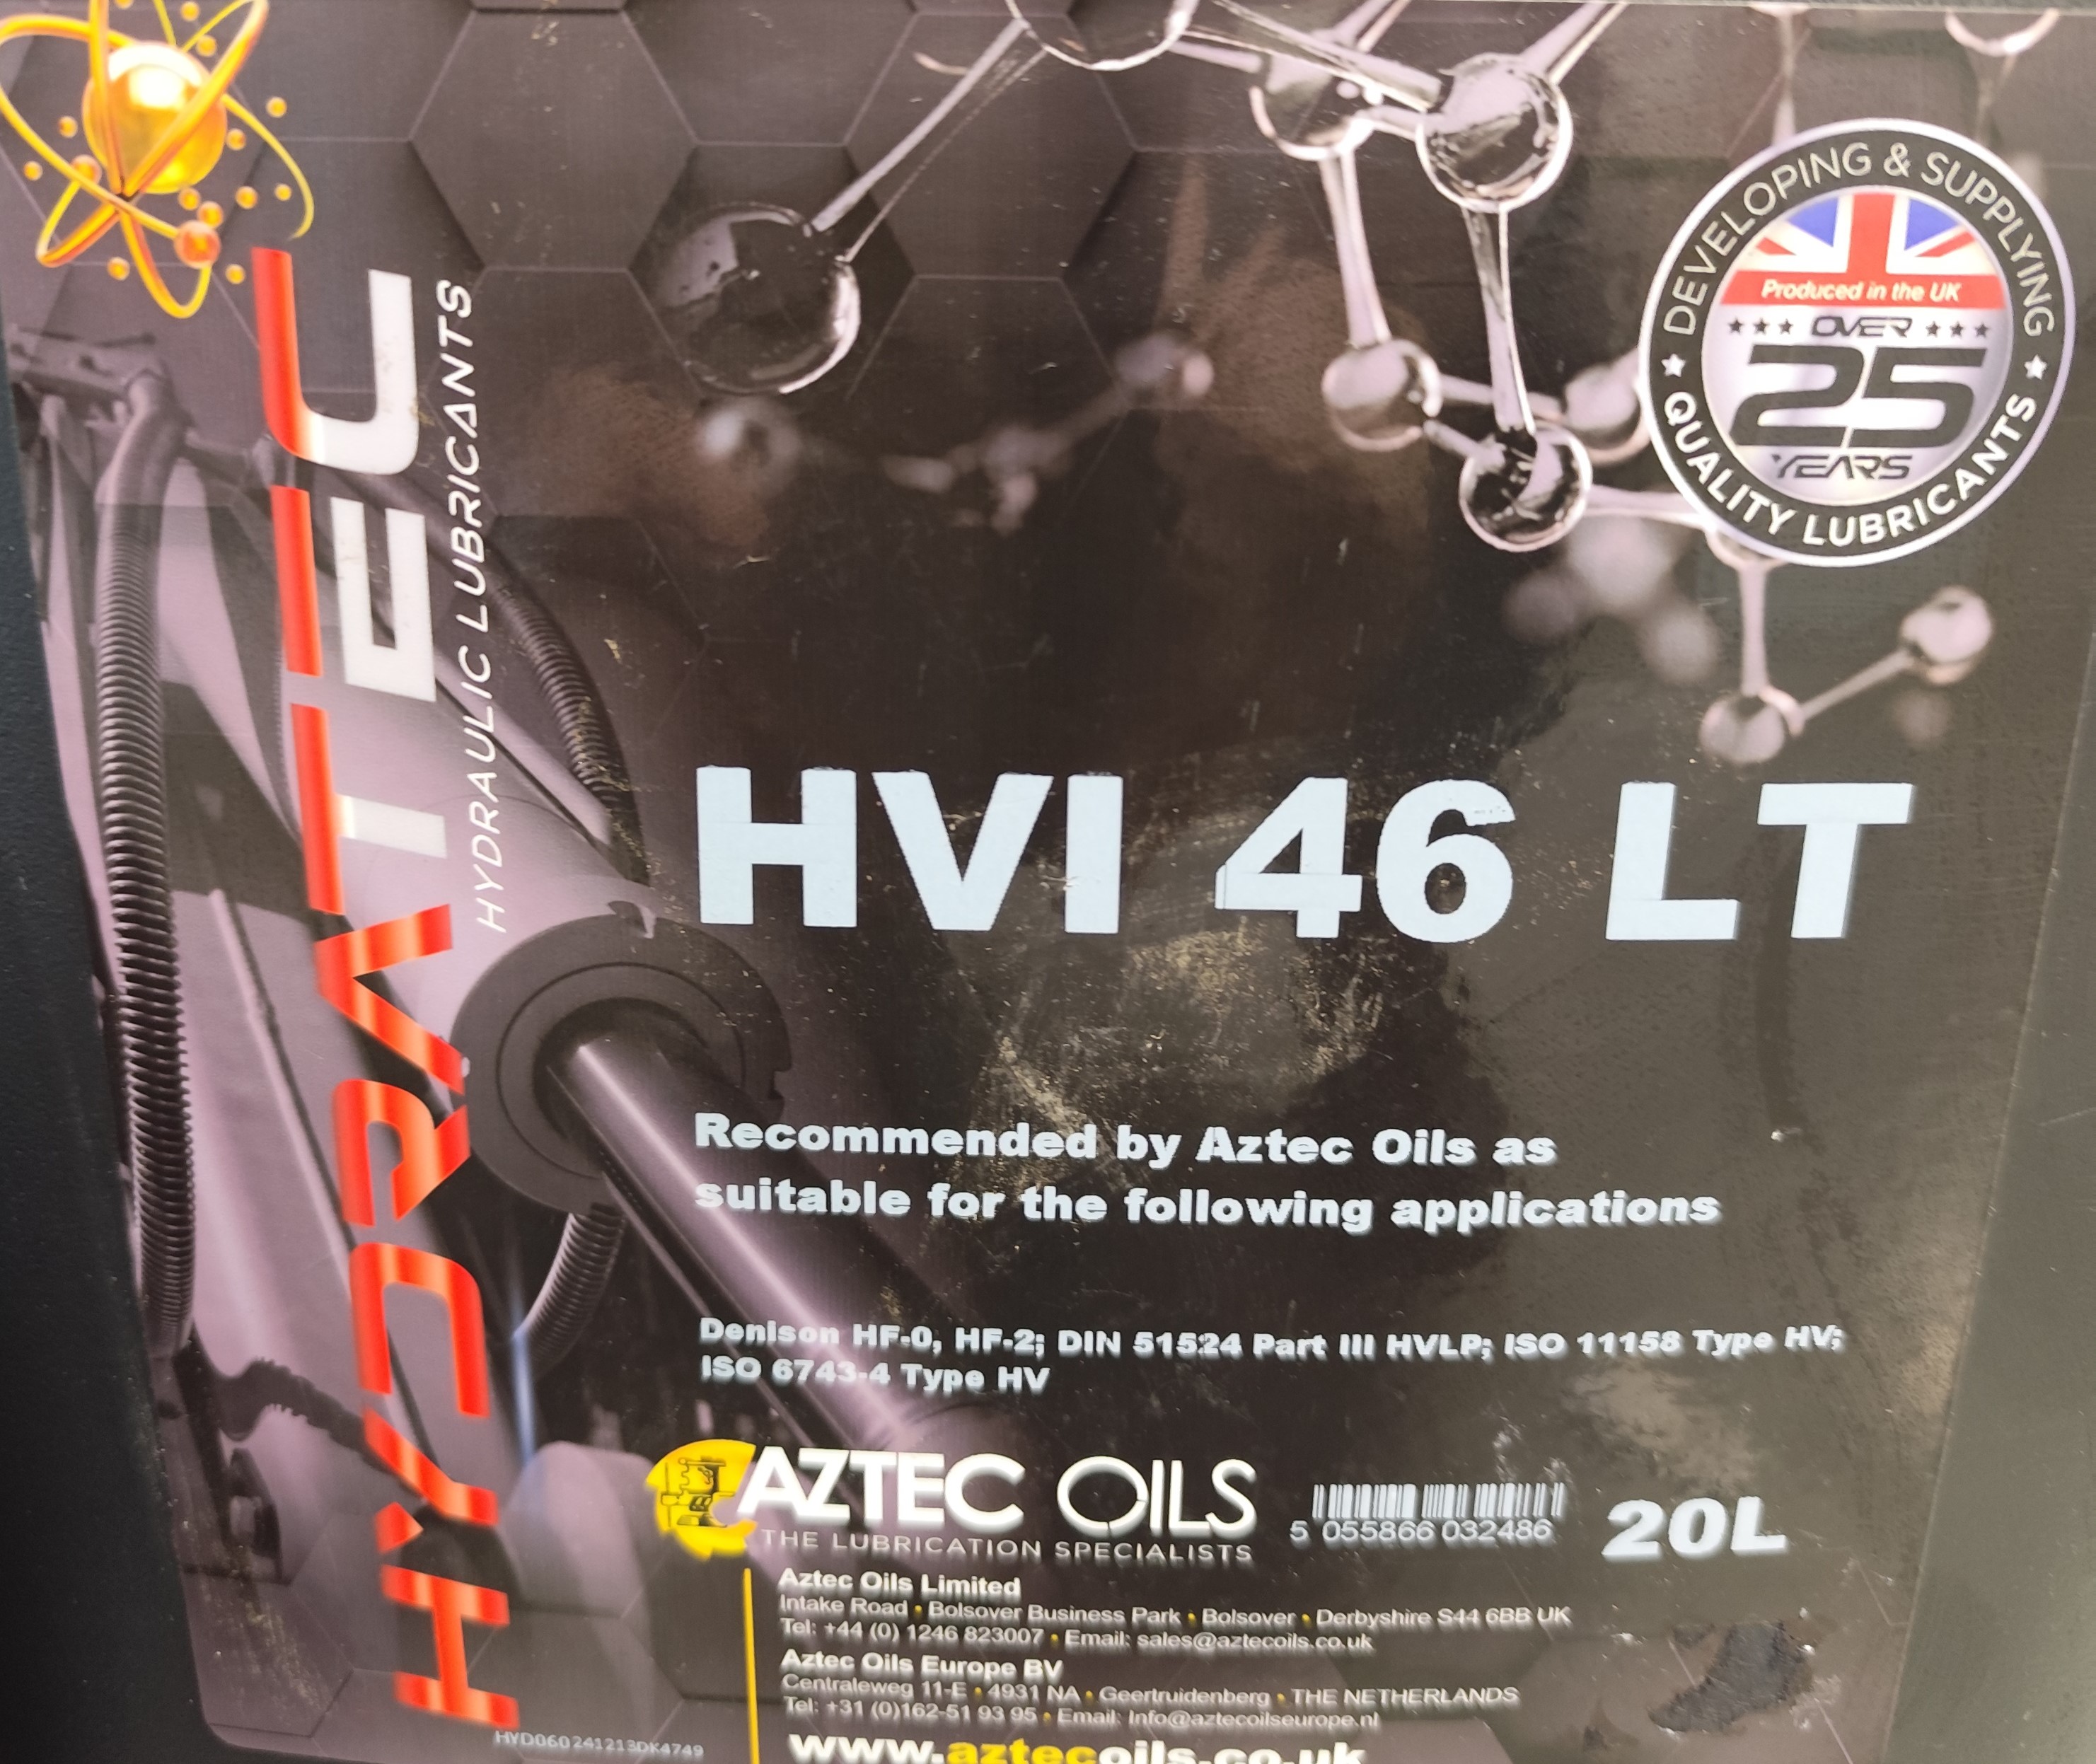 HYDRATEC
HYDRAULIC LUBRICANTS
DEVELOPING & SUPPLYING
Produced in the UK
OVER
25
YEARS
QUALITY LUBRICANTS
HVI 46 LT
Recommended by Aztec Oils as
suitable for the following applications
Denison HF-0, HF-2; DIN 51524 Part III HVLP; ISO 11158 Type HV;
ISO 6743-4 Type HV
AZTEC OILS
THE LUBRICATION SPECIALISTS
5 055866 032486
20L
Aztec Oils Limited
Intake Road • Bolsover Business Park • Bolsover • Derbyshire S44 6BB UK
Tel: +44 (0) 1246 823007 • Email: sales@aztecoils.co.uk
Aztec Oils Europe BV
Centraleweg 11-E • 4931 NA • Geertruidenberg • THE NETHERLANDS
Tel: +31 (0)162-51 93 95 • Email: Info@aztecoilseurope.nl
www.aztecoils.co.uk
HYD060241213DK4749